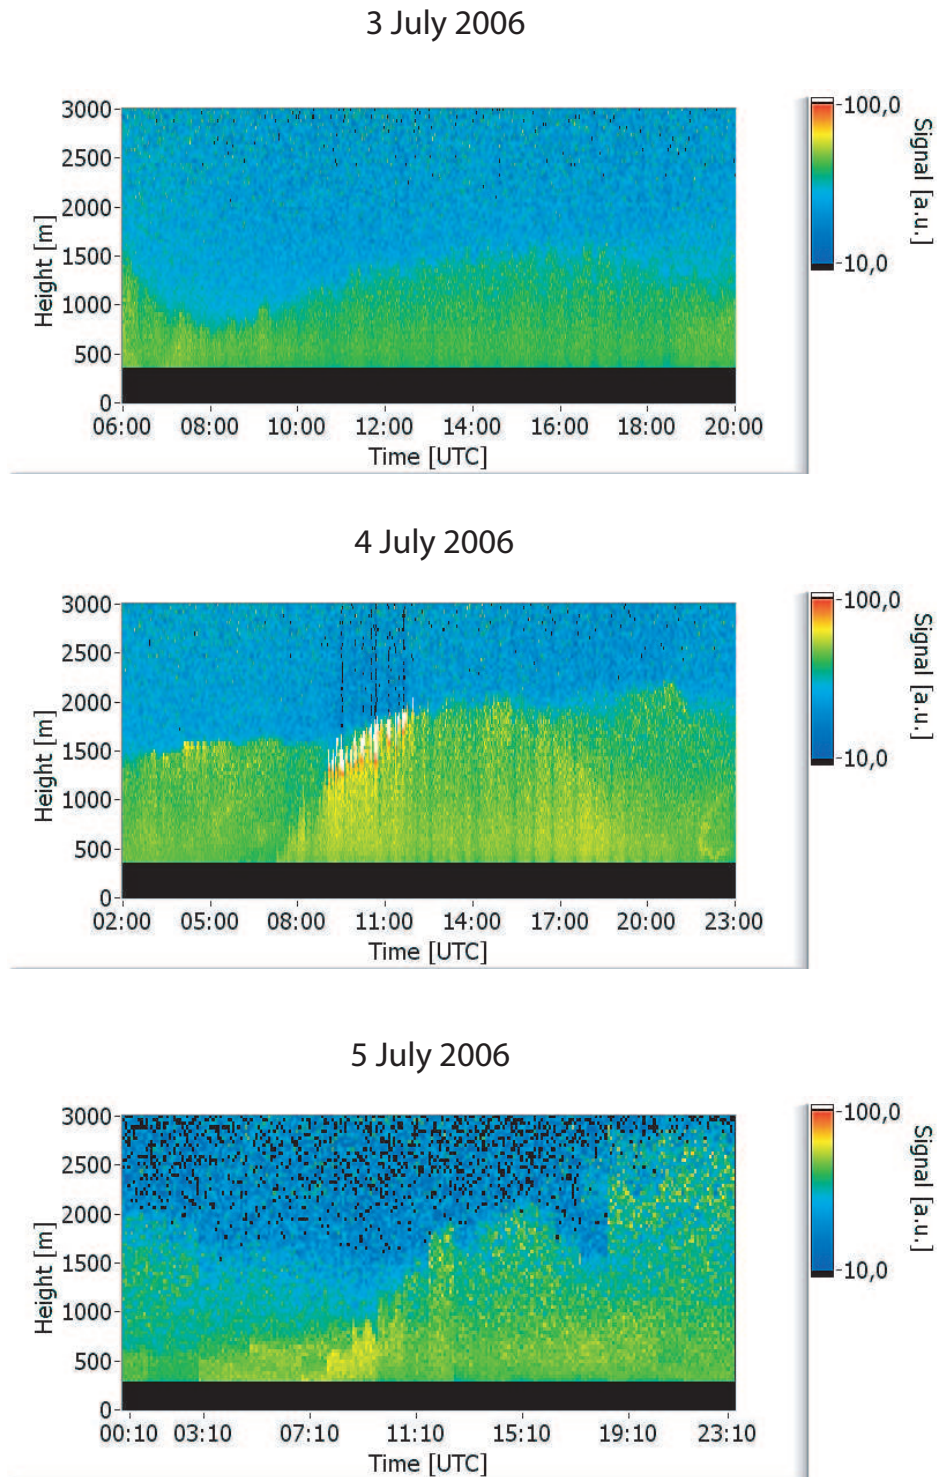 3 July 2006
3000
2500
2000
1500
1000
500
0
Height [m]
06:00 08:00 10:00 12:00 14:00 16:00 18:00 20:00
Time [UTC]
100,0
10,0
Signal [a.u.]
4 July 2006
3000
2500
2000
1500
1000
500
0
Height [m]
02:00 05:00 08:00 11:00 14:00 17:00 20:00 23:00
Time [UTC]
100,0
10,0
Signal [a.u.]
5 July 2006
3000
2500
2000
1500
1000
500
0
Height [m]
00:10 03:10 07:10 11:10 15:10 19:10 23:10
Time [UTC]
100,0
10,0
Signal [a.u.]